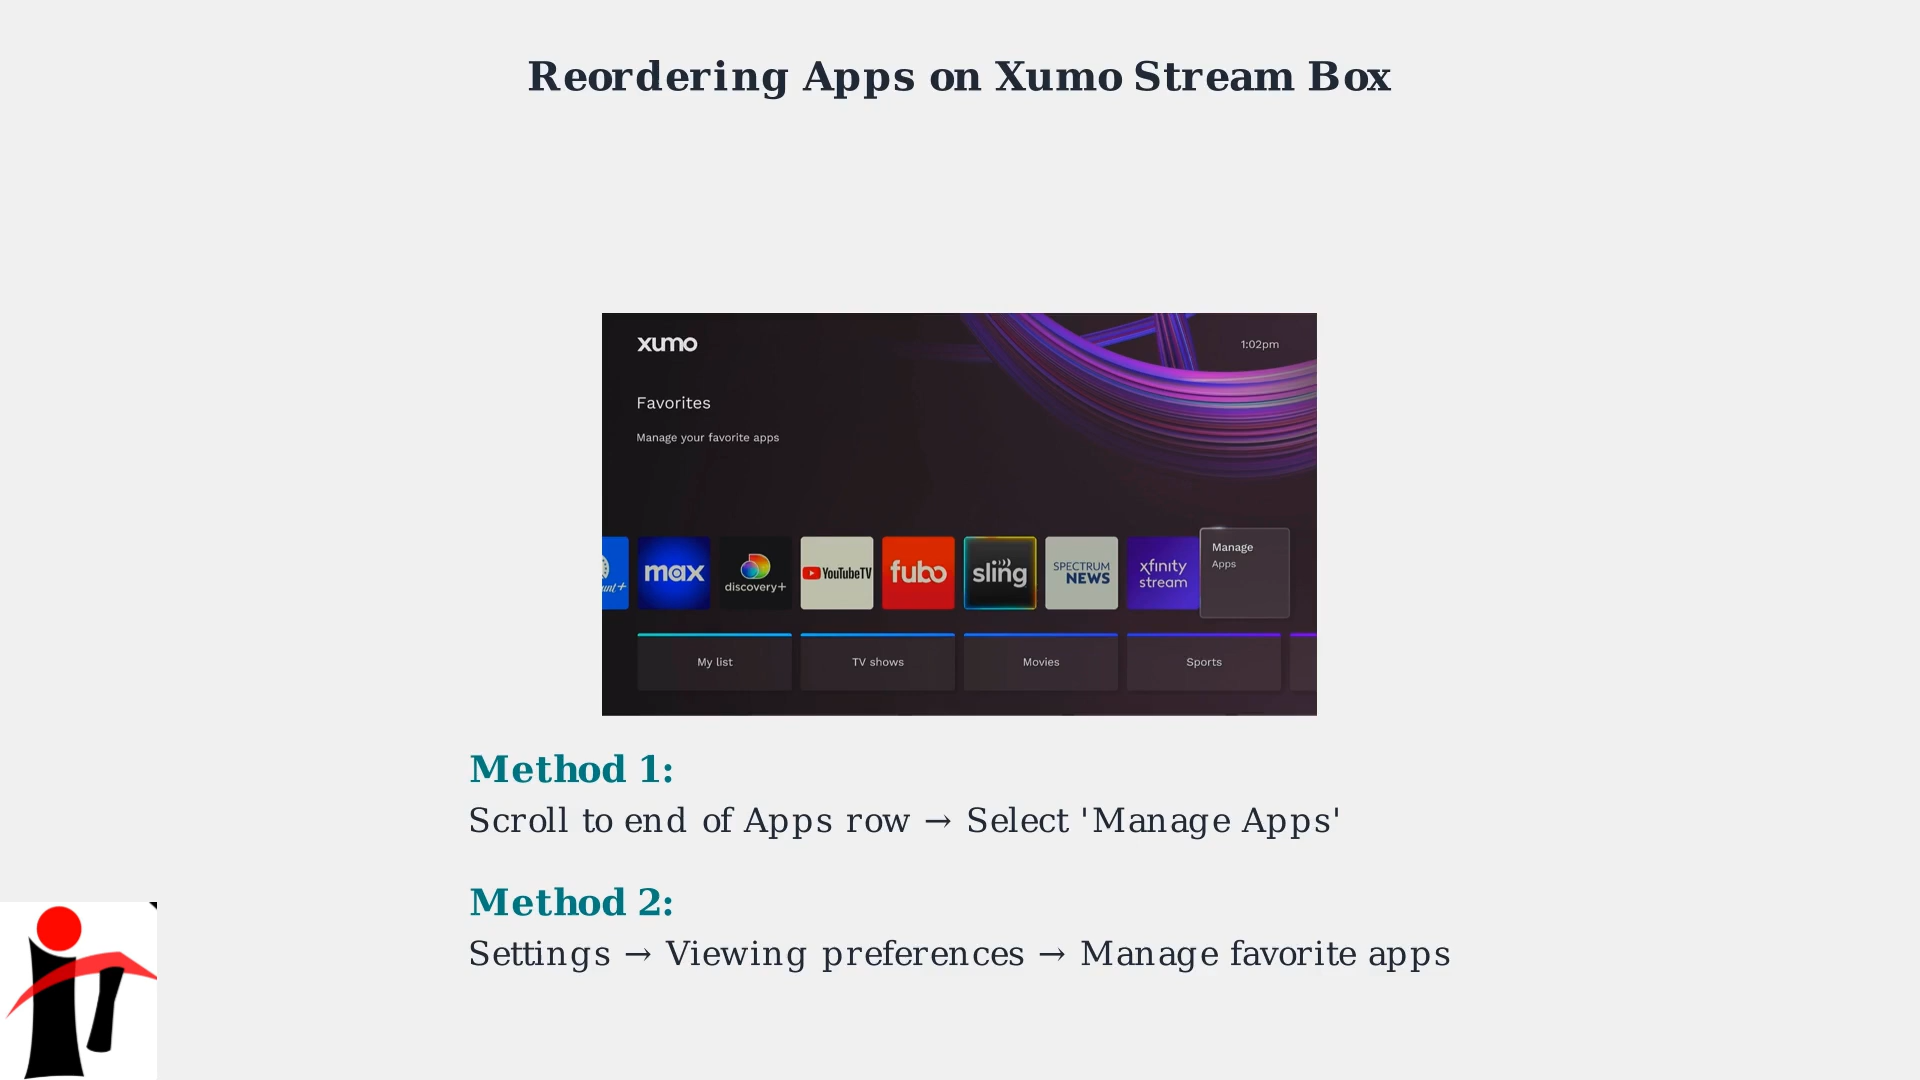 Reordering Apps on Xumo Stream Box
xumo
1:02pm
Favorites
Manage your favorite apps
max
discovery+
YouTubeTV
fubo
sling
SPECTRUM
NEWS
xfinity
stream
Manage
Apps
My list
TV shows
Movies
Sports
Method 1:
Scroll to end of Apps row → Select 'Manage Apps'
Method 2:
Settings → Viewing preferences → Manage favorite apps